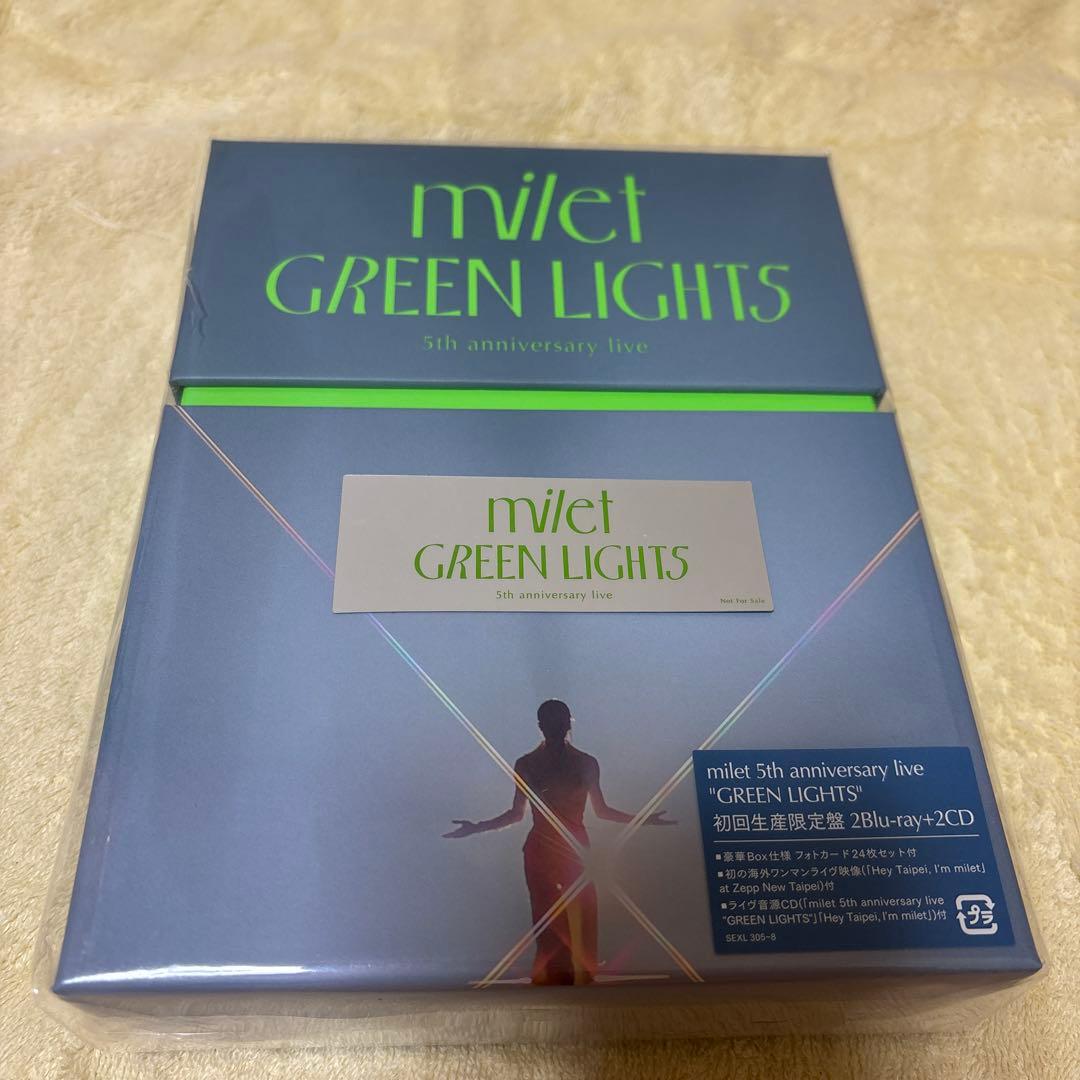 milet
GREEN LIGHTS
5th anniversary live
milet
GREEN LIGHTS
5th anniversary live
Not For Sale
milet 5th anniversary live
"GREEN LIGHTS"
初回生産限定盤 2Blu-ray+2CD
■豪華Box仕様 フォトカード24枚セット付
■初の海外ワンマンライヴ映像(「Hey Taipei, I'm milet」
at Zepp New Taipei)付
■ライヴ音源CD(「milet 5th anniversary live
"GREEN LIGHTS"」「Hey Taipei, I'm milet」)付
SEXL 305~8
プラ